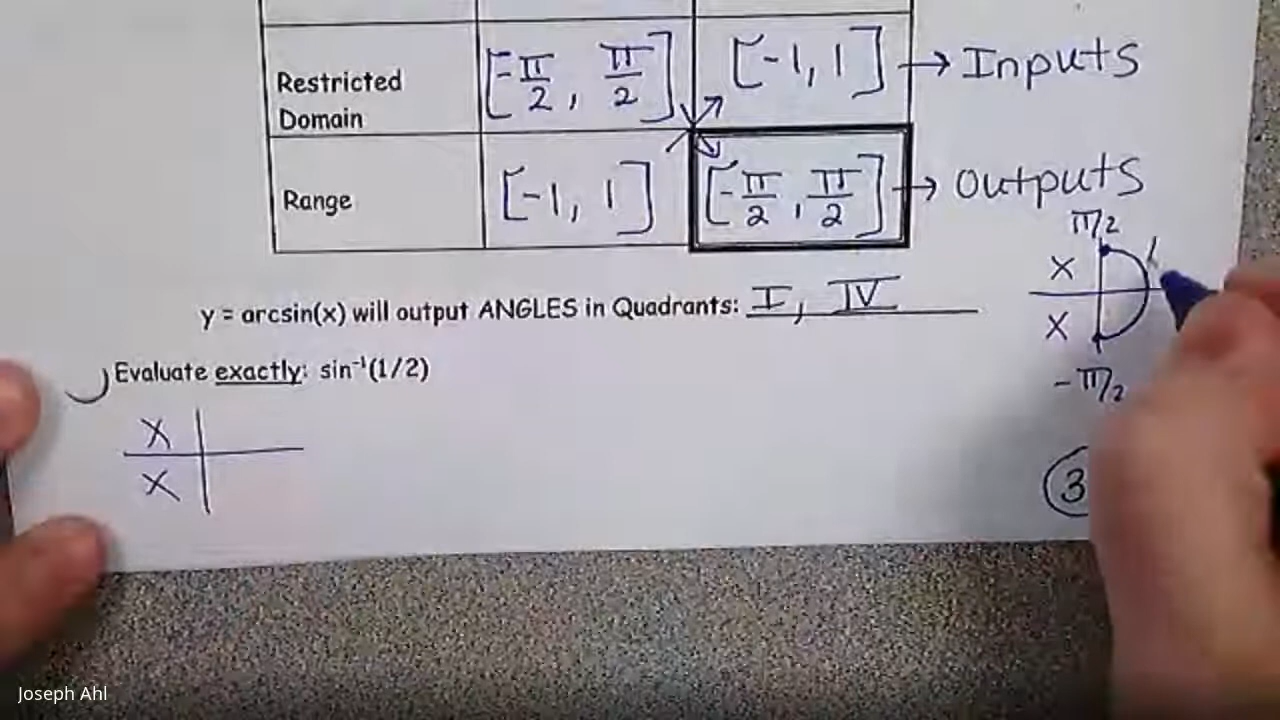 Restricted Domain [-π/2, π/2] [-1, 1] → Inputs
Range [-1, 1] [-π/2, π/2] → Outputs
π/2
X
X
-π/2
y = arcsin(x) will output ANGLES in Quadrants: I, IV
Evaluate exactly: sin⁻¹(1/2)
X
X
3
Joseph Ahl